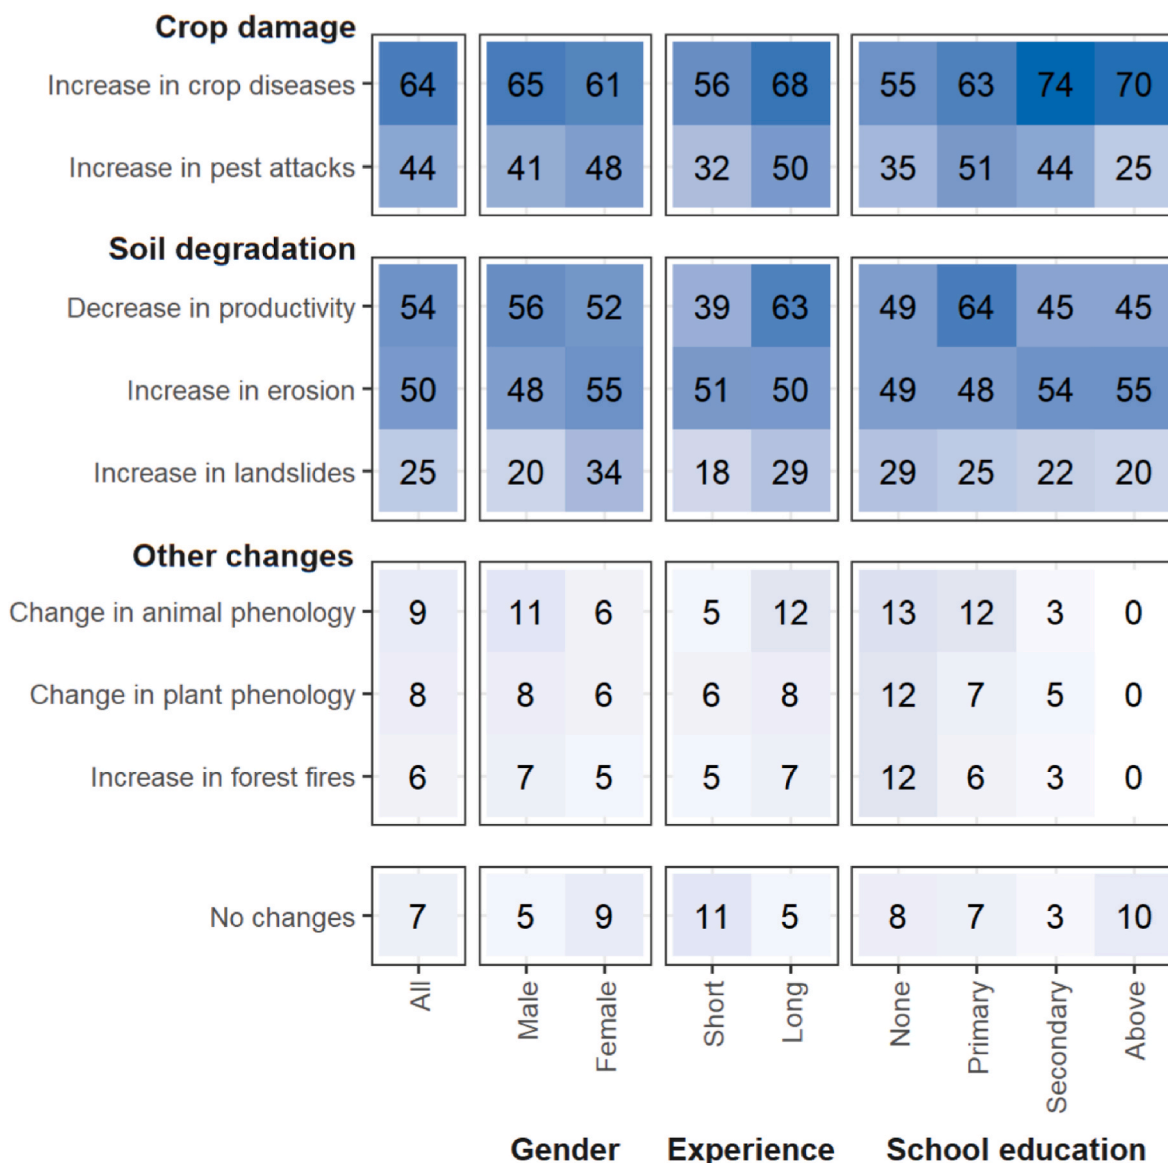 Crop damage
Increase in crop diseases 64 65 61 56 68 55 63 74 70
Increase in pest attacks 44 41 48 32 50 35 51 44 25
Soil degradation
Decrease in productivity 54 56 52 39 63 49 64 45 45
Increase in erosion 50 48 55 51 50 49 48 54 55
Increase in landslides 25 20 34 18 29 29 25 22 20
Other changes
Change in animal phenology 9 11 6 5 12 13 12 3 0
Change in plant phenology 8 8 6 6 8 12 7 5 0
Increase in forest fires 6 7 5 5 7 12 6 3 0
No changes 7 5 9 11 5 8 7 3 10
All Male Female Short Long None Primary Secondary Above
Gender Experience School education